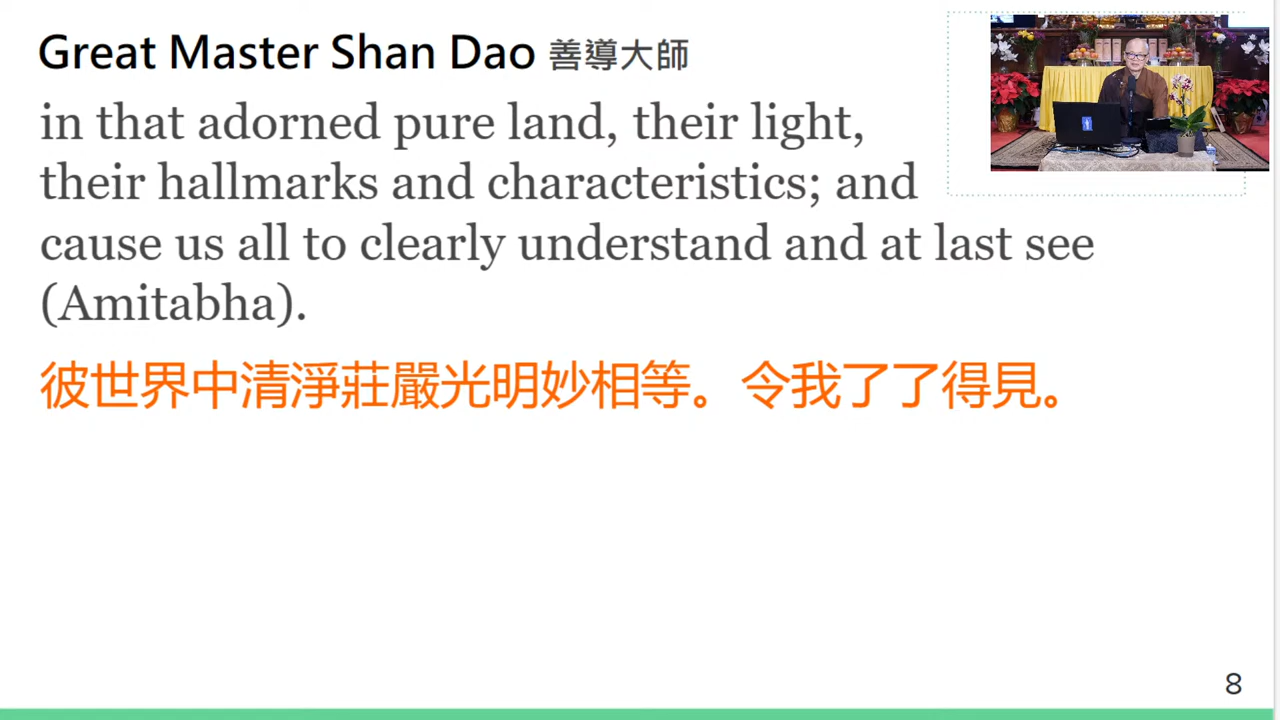 Great Master Shan Dao 善導大師
in that adorned pure land, their light,
their hallmarks and characteristics; and
cause us all to clearly understand and at last see
(Amitabha).
彼世界中清淨莊嚴光明妙相等。令我了了得見。
8